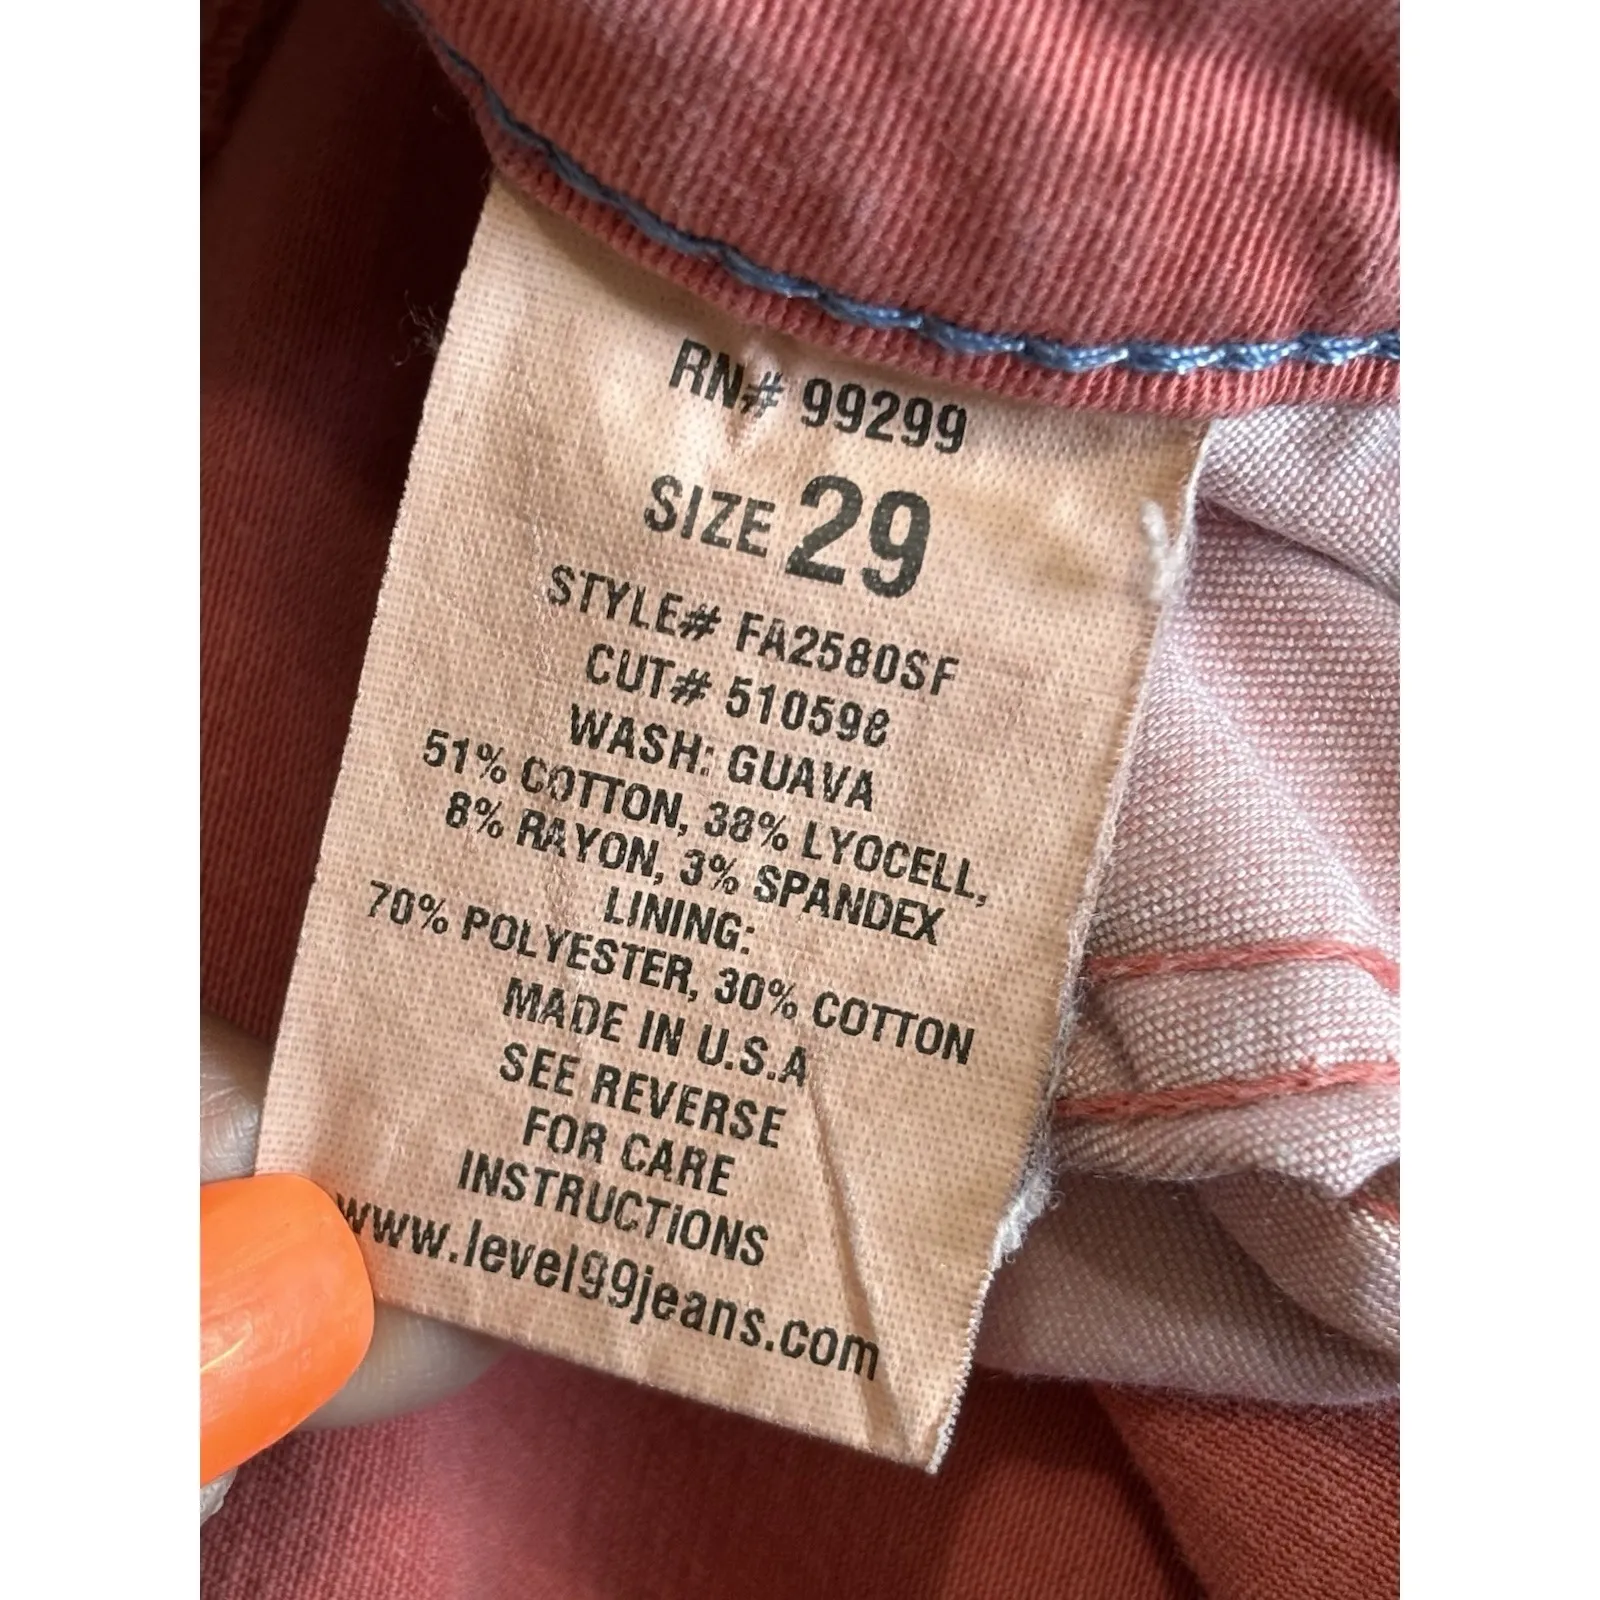 RN# 99299
SIZE 29
STYLE# FA2580SF
CUT# 510598
WASH: GUAVA
51% COTTON, 38% LYOCELL,
8% RAYON, 3% SPANDEX
LINING:
70% POLYESTER, 30% COTTON
MADE IN U.S.A
SEE REVERSE
FOR CARE
INSTRUCTIONS
www.level99jeans.com